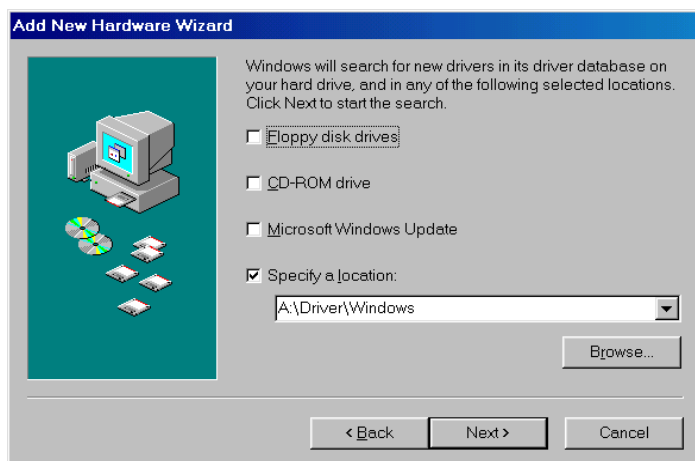 Add New Hardware Wizard
Windows will search for new drivers in its driver database on
your hard drive, and in any of the following selected locations.
Click Next to start the search.
Floppy disk drives
CD-ROM drive
Microsoft Windows Update
Specify a location:
A:\Driver\Windows
Browse...
< Back Next > Cancel